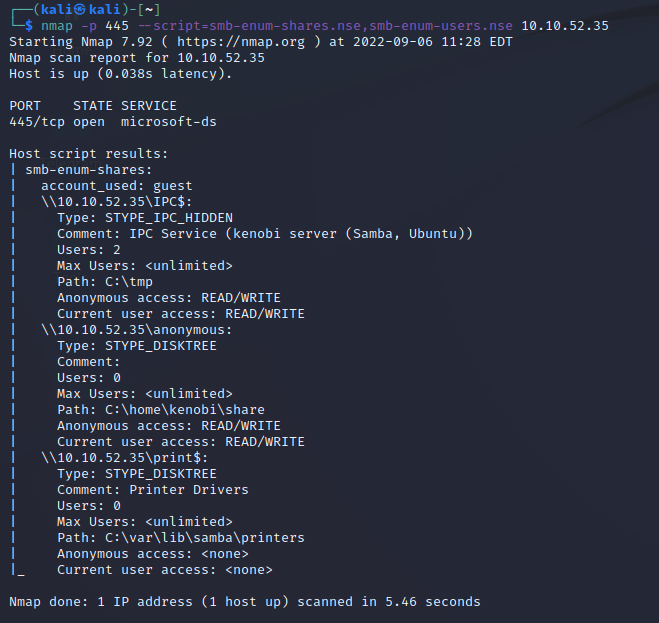 ┌──(kali㉿kali)-[~]
└─$ nmap -p 445 --script=smb-enum-shares.nse,smb-enum-users.nse 10.10.52.35
Starting Nmap 7.92 ( https://nmap.org ) at 2022-09-06 11:28 EDT
Nmap scan report for 10.10.52.35
Host is up (0.038s latency).

PORT    STATE SERVICE
445/tcp open  microsoft-ds

Host script results:
| smb-enum-shares:
|   account_used: guest
|   \\10.10.52.35\IPC$:
|     Type: STYPE_IPC_HIDDEN
|     Comment: IPC Service (kenobi server (Samba, Ubuntu))
|     Users: 2
|     Max Users: <unlimited>
|     Path: C:\tmp
|     Anonymous access: READ/WRITE
|     Current user access: READ/WRITE
|   \\10.10.52.35\anonymous:
|     Type: STYPE_DISKTREE
|     Comment:
|     Users: 0
|     Max Users: <unlimited>
|     Path: C:\home\kenobi\share
|     Anonymous access: READ/WRITE
|     Current user access: READ/WRITE
|   \\10.10.52.35\print$:
|     Type: STYPE_DISKTREE
|     Comment: Printer Drivers
|     Users: 0
|     Max Users: <unlimited>
|     Path: C:\var\lib\samba\printers
|     Anonymous access: <none>
|_    Current user access: <none>

Nmap done: 1 IP address (1 host up) scanned in 5.46 seconds